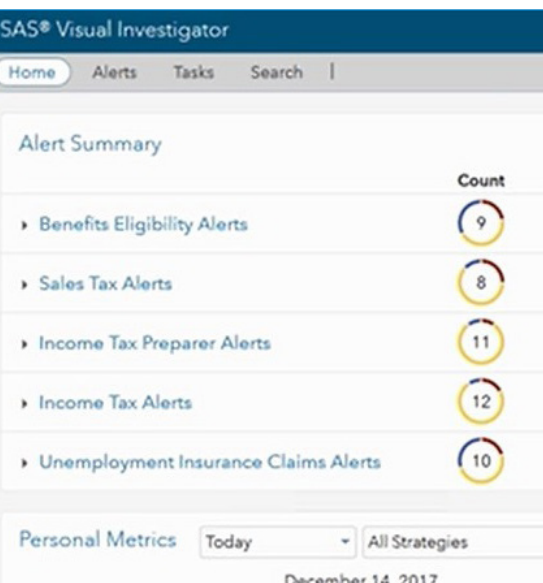 SAS® Visual Investigator
Home Alerts Tasks Search |
Alert Summary
Count
Benefits Eligibility Alerts 9
Sales Tax Alerts 8
Income Tax Preparer Alerts 11
Income Tax Alerts 12
Unemployment Insurance Claims Alerts 10
Personal Metrics Today All Strategies
December 14, 2017